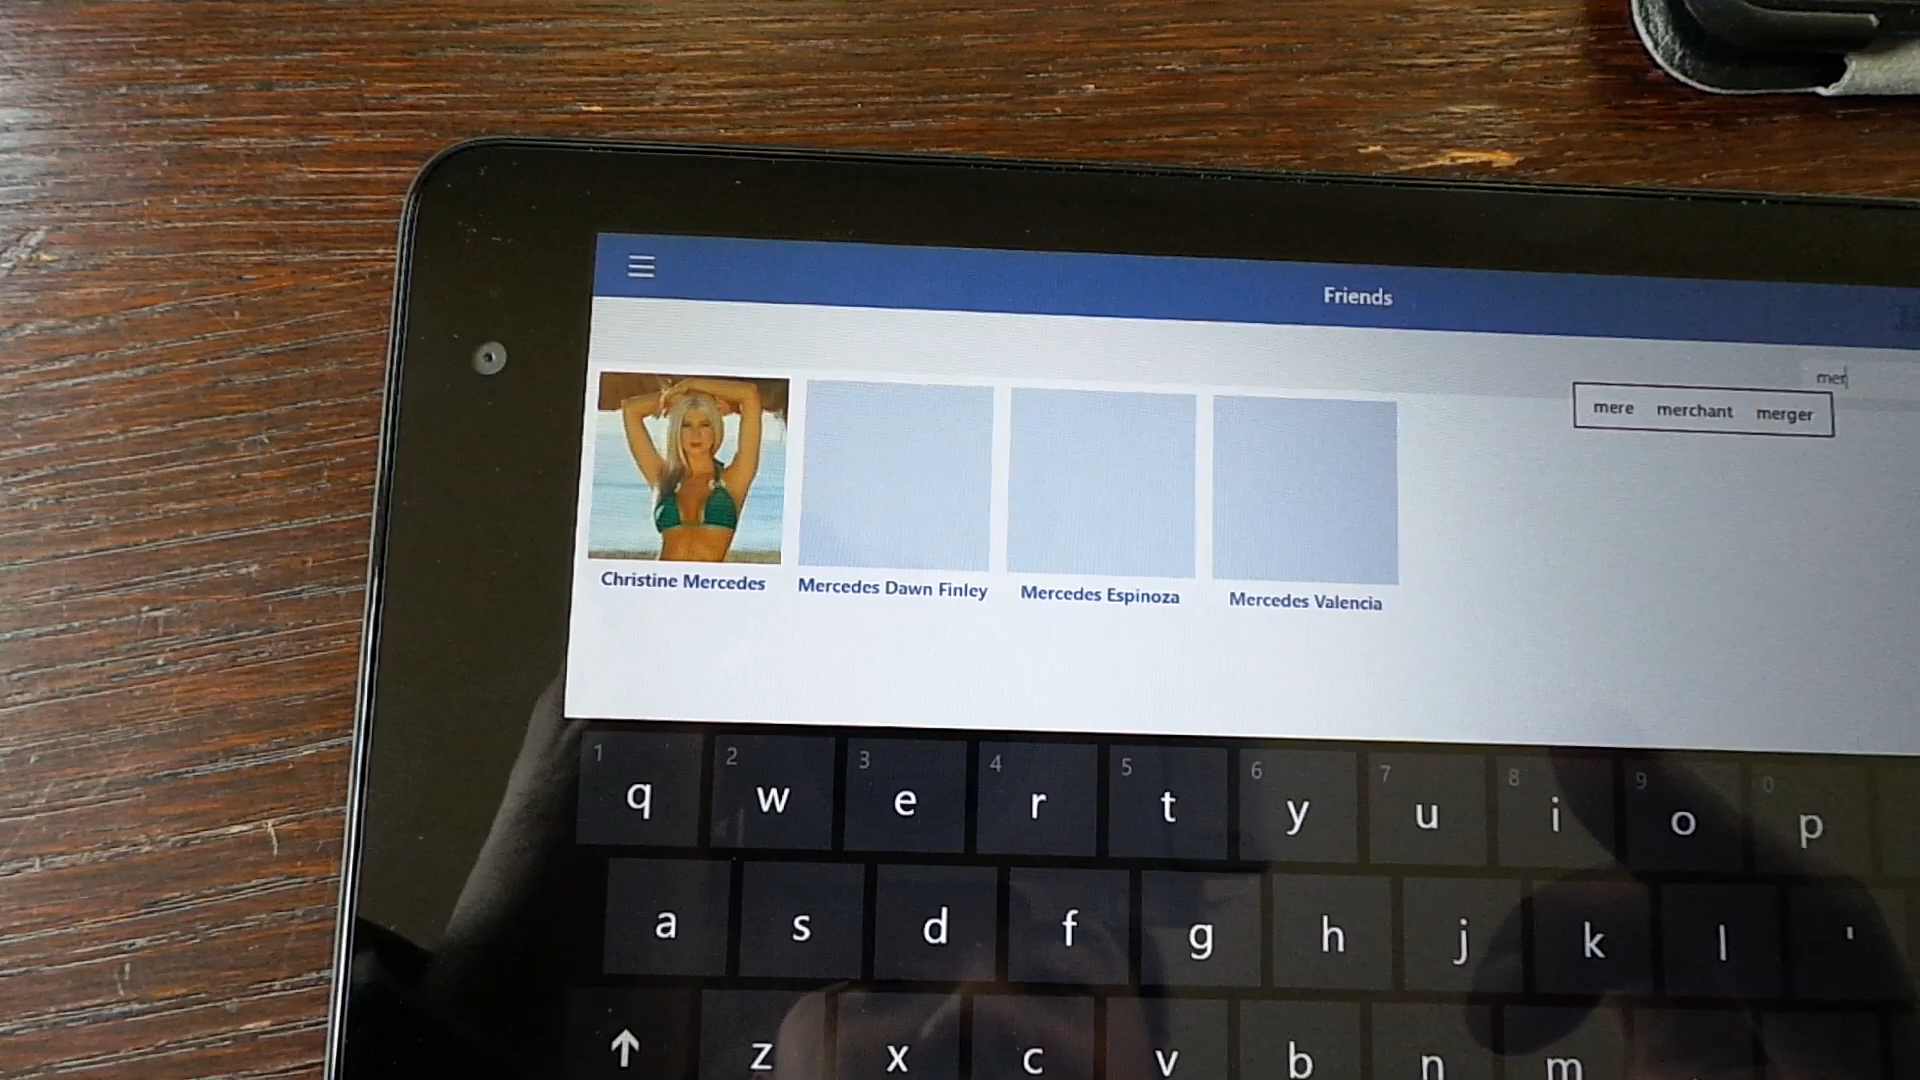 Friends
mer
mere merchant merger
Christine Mercedes Mercedes Dawn Finley Mercedes Espinoza Mercedes Valencia
1 2 3 4 5 6 7 8 9 0
q w e r t y u i o p
a s d f g h j k l '
z x c v b n m